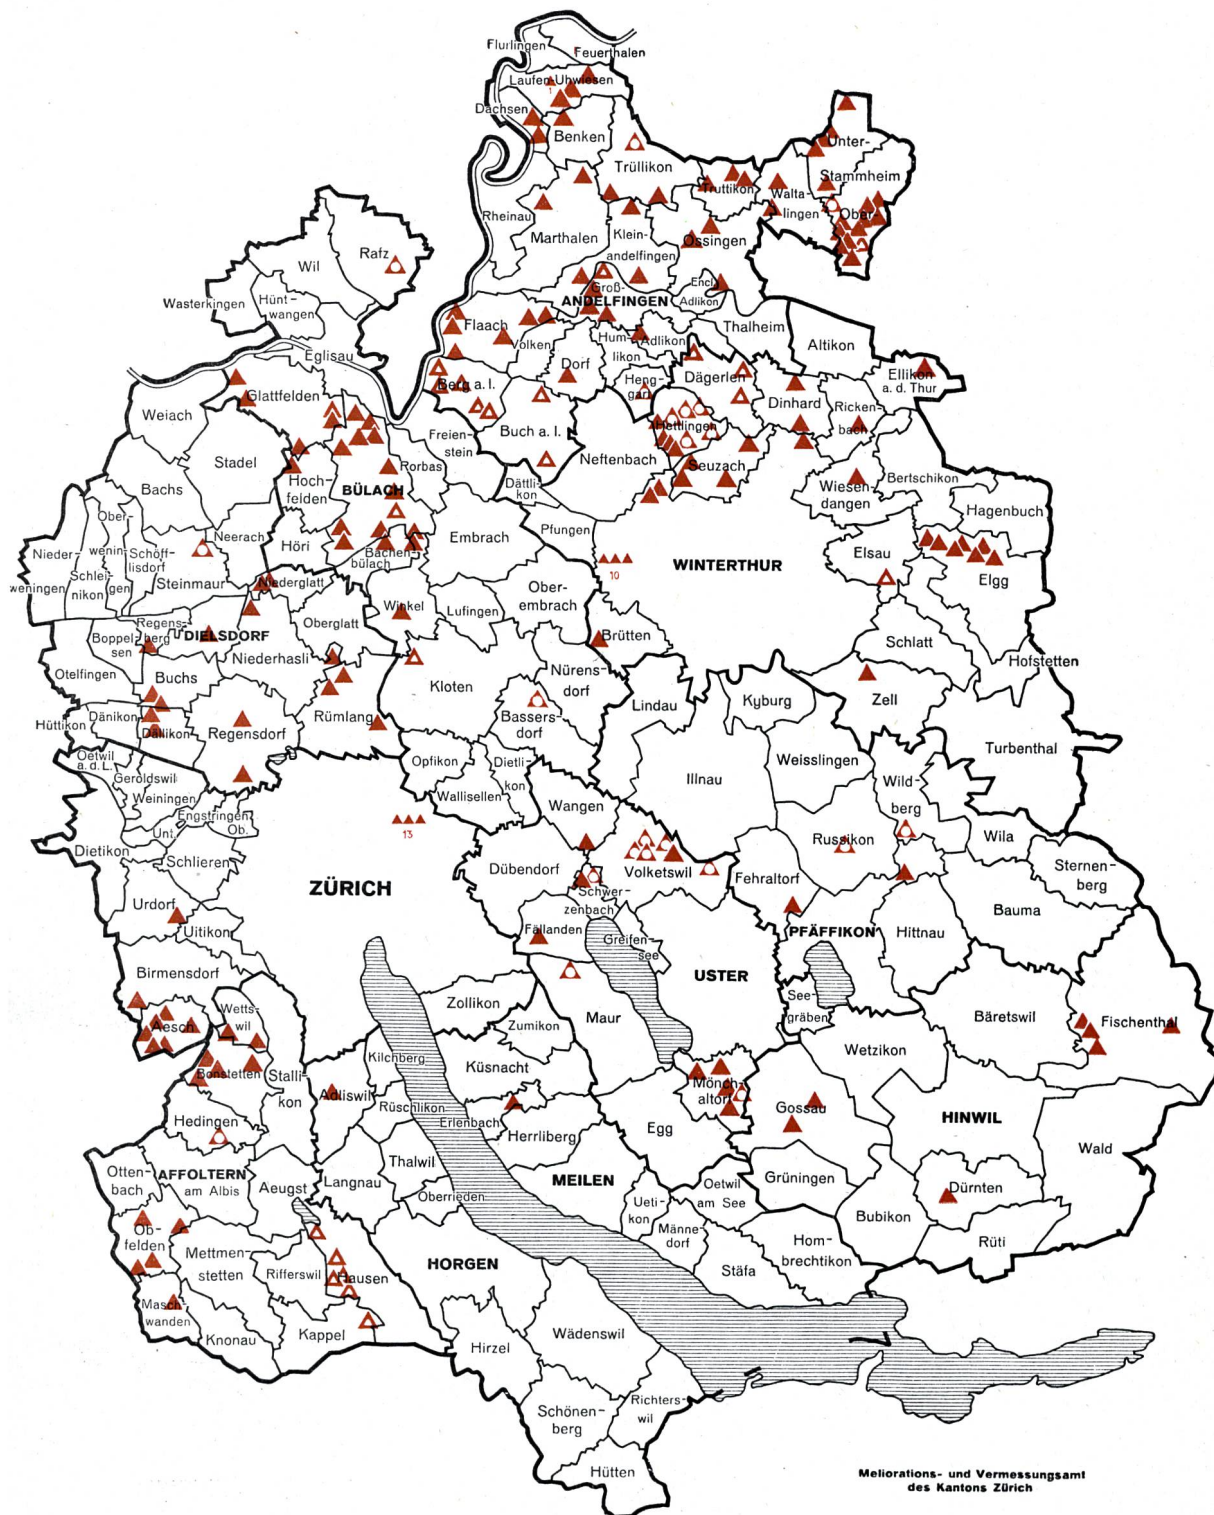 Flurlingen
Feuerthalen
Laufen-Uhwiesen
1
Dachsen
Benken
Trüllikon
Truttikon
Unter-
Stammheim
Ober-
Walta-
lingen
Rheinau
Marthalen
Klein-
andelfingen
Ossingen
Rafz
Wil
Wasterkingen
Hünt-
wangen
Groß-
ANDELFINGEN
Encl.
Adlikon
Flaach
Volken
Dorf
Hum-
likon
Adlikon
Thalheim
Altikon
Eglisau
Berg a. I.
Heng-
gart
Dägerlen
Dinhard
Ricken-
bach
Ellikon
a. d. Thur
Weiach
Glattfelden
Stadel
Buch a. I.
Freien-
stein
Rorbas
Neftenbach
Hettlingen
Seuzach
Bachs
Hoch-
felden
BÜLACH
Dättli-
kon
Wiesen-
dangen
Bertschikon
Hagenbuch
Nieder-
weningen
Schlei-
nikon
Ober-
wenin-
gen
Schöff-
lisdorf
Steinmaur
Neerach
Höri
Bachen-
bülach
Embrach
Pfungen
10
WINTERTHUR
Elsau
Elgg
Niederglatt
Winkel
Lufingen
Ober-
embrach
Brütten
Schlatt
Hofstetten
Regens-
berg
Boppel-
sen
DIELSDORF
Oberglatt
Niederhasli
Otelfingen
Buchs
Kloten
Nürens-
dorf
Lindau
Kyburg
Zell
Hüttikon
Dänikon
Dällikon
Regensdorf
Rümlang
Bassers-
dorf
Turbenthal
Oetwil
a. d. L.
Geroldswil
Weiningen
Engstringen
Unt.
Ob.
Opfikon
Dietli-
kon
Wallisellen
Illnau
Weisslingen
Wild-
berg
Wangen
13
Dietikon
Schlieren
ZÜRICH
Dübendorf
Volketswil
Russikon
Wila
Sternen-
berg
Fehraltorf
Urdorf
Uitikon
Schwer-
zenbach
Fällanden
Greifen-
see
USTER
PFÄFFIKON
Hittnau
Bauma
Birmensdorf
Aesch
Wetts-
wil
Zollikon
Zumikon
Maur
See-
gräben
Bäretswil
Fischenthal
Bonstetten
Stalli-
kon
Kilchberg
Küsnacht
Wetzikon
Hedingen
Adliswil
Rüschlikon
Erlenbach
Herrliberg
Mönch-
altorf
Egg
Gossau
HINWIL
Wald
Otten-
bach
AFFOLTERN
am Albis
Aeugst
Langnau
Thalwil
Oberrieden
MEILEN
Oetwil
am See
Grüningen
Dürnten
Ueti-
kon
Männe-
dorf
Bubikon
Rüti
Ob-
felden
Mettmen-
stetten
Rifferswil
Hausen
HORGEN
Stäfa
Hom-
brechtikon
Masch-
wanden
Knonau
Kappel
Hirzel
Wädenswil
Schönen-
berg
Richters-
wil
Hütten
Meliorations- und Vermessungsamt
des Kantons Zürich